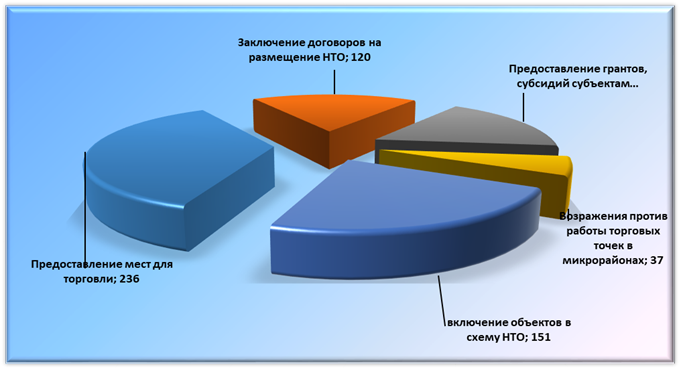 Заключение договоров на
размещение НТО; 120
Предоставление грантов,
субсидий субъектам...
Возражения против
работы торговых
точек в
микрорайонах; 37
Предоставление мест для
торговли; 236
включение объектов в
схему НТО; 151